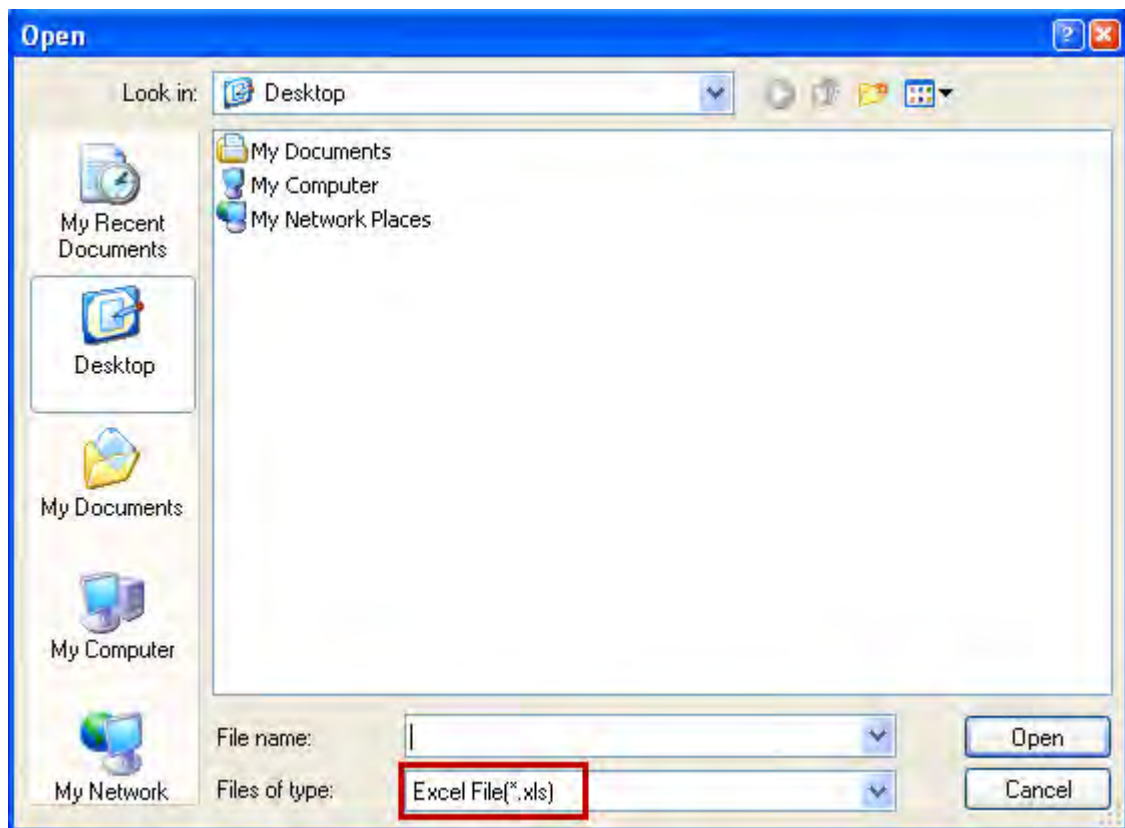 Open
Look in: Desktop
My Documents
My Computer
My Network Places
My Recent
Documents
Desktop
My Documents
My Computer
My Network
File name:
Open
Files of type: Excel File(*.xls)
Cancel